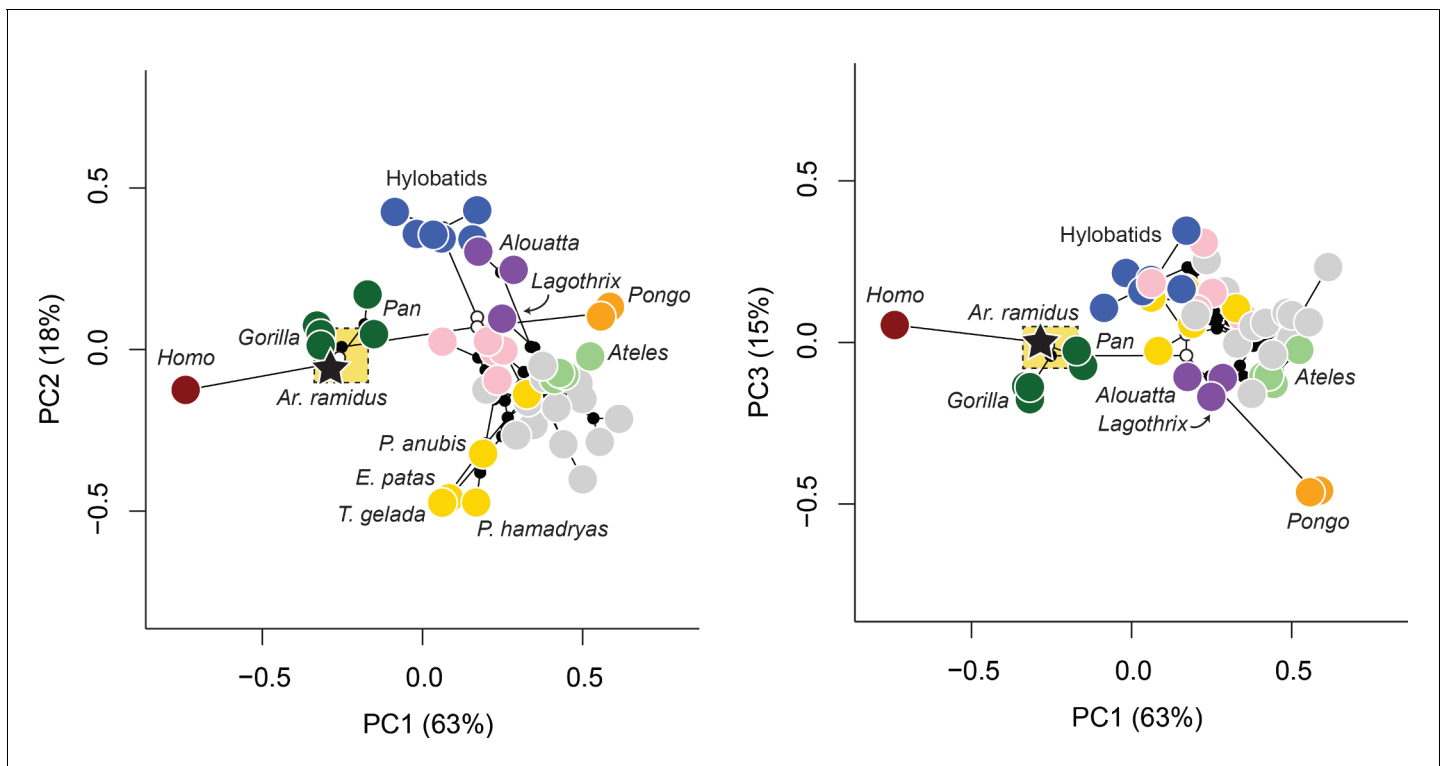 Hylobatids
Alouatta
Lagothrix
Pongo
Pan
Gorilla
Homo
Ateles
Ar. ramidus
P. anubis
E. patas
T. gelada
P. hamadryas
PC2 (18%)
0.5
0.0
−0.5
−0.5
0.0
0.5
PC1 (63%)
Hylobatids
Homo
Ar. ramidus
Pan
Ateles
Alouatta
Gorilla
Lagothrix
Pongo
PC3 (15%)
0.5
0.0
−0.5
−0.5
0.0
0.5
PC1 (63%)